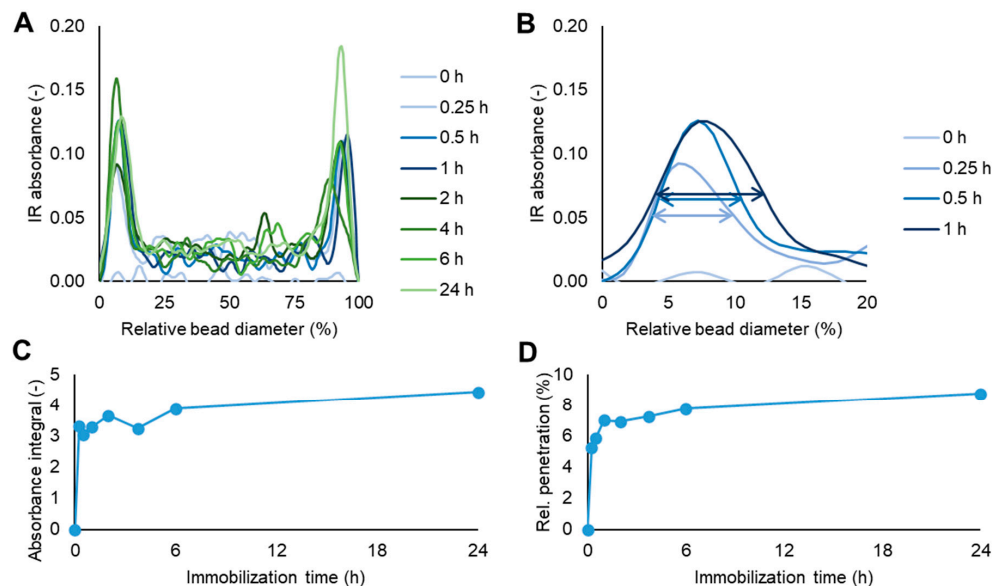 A
IR absorbance (-)
0.20
0.15
0.10
0.05
0.00
0 25 50 75 100
Relative bead diameter (%)
0 h
0.25 h
0.5 h
1 h
2 h
4 h
6 h
24 h
B
IR absorbance (-)
0.20
0.15
0.10
0.05
0.00
0 5 10 15 20
Relative bead diameter (%)
0 h
0.25 h
0.5 h
1 h
C
Absorbance integral (-)
5
4
3
2
1
0
0 6 12 18 24
Immobilization time (h)
D
Rel. penetration (%)
10
8
6
4
2
0
0 6 12 18 24
Immobilization time (h)